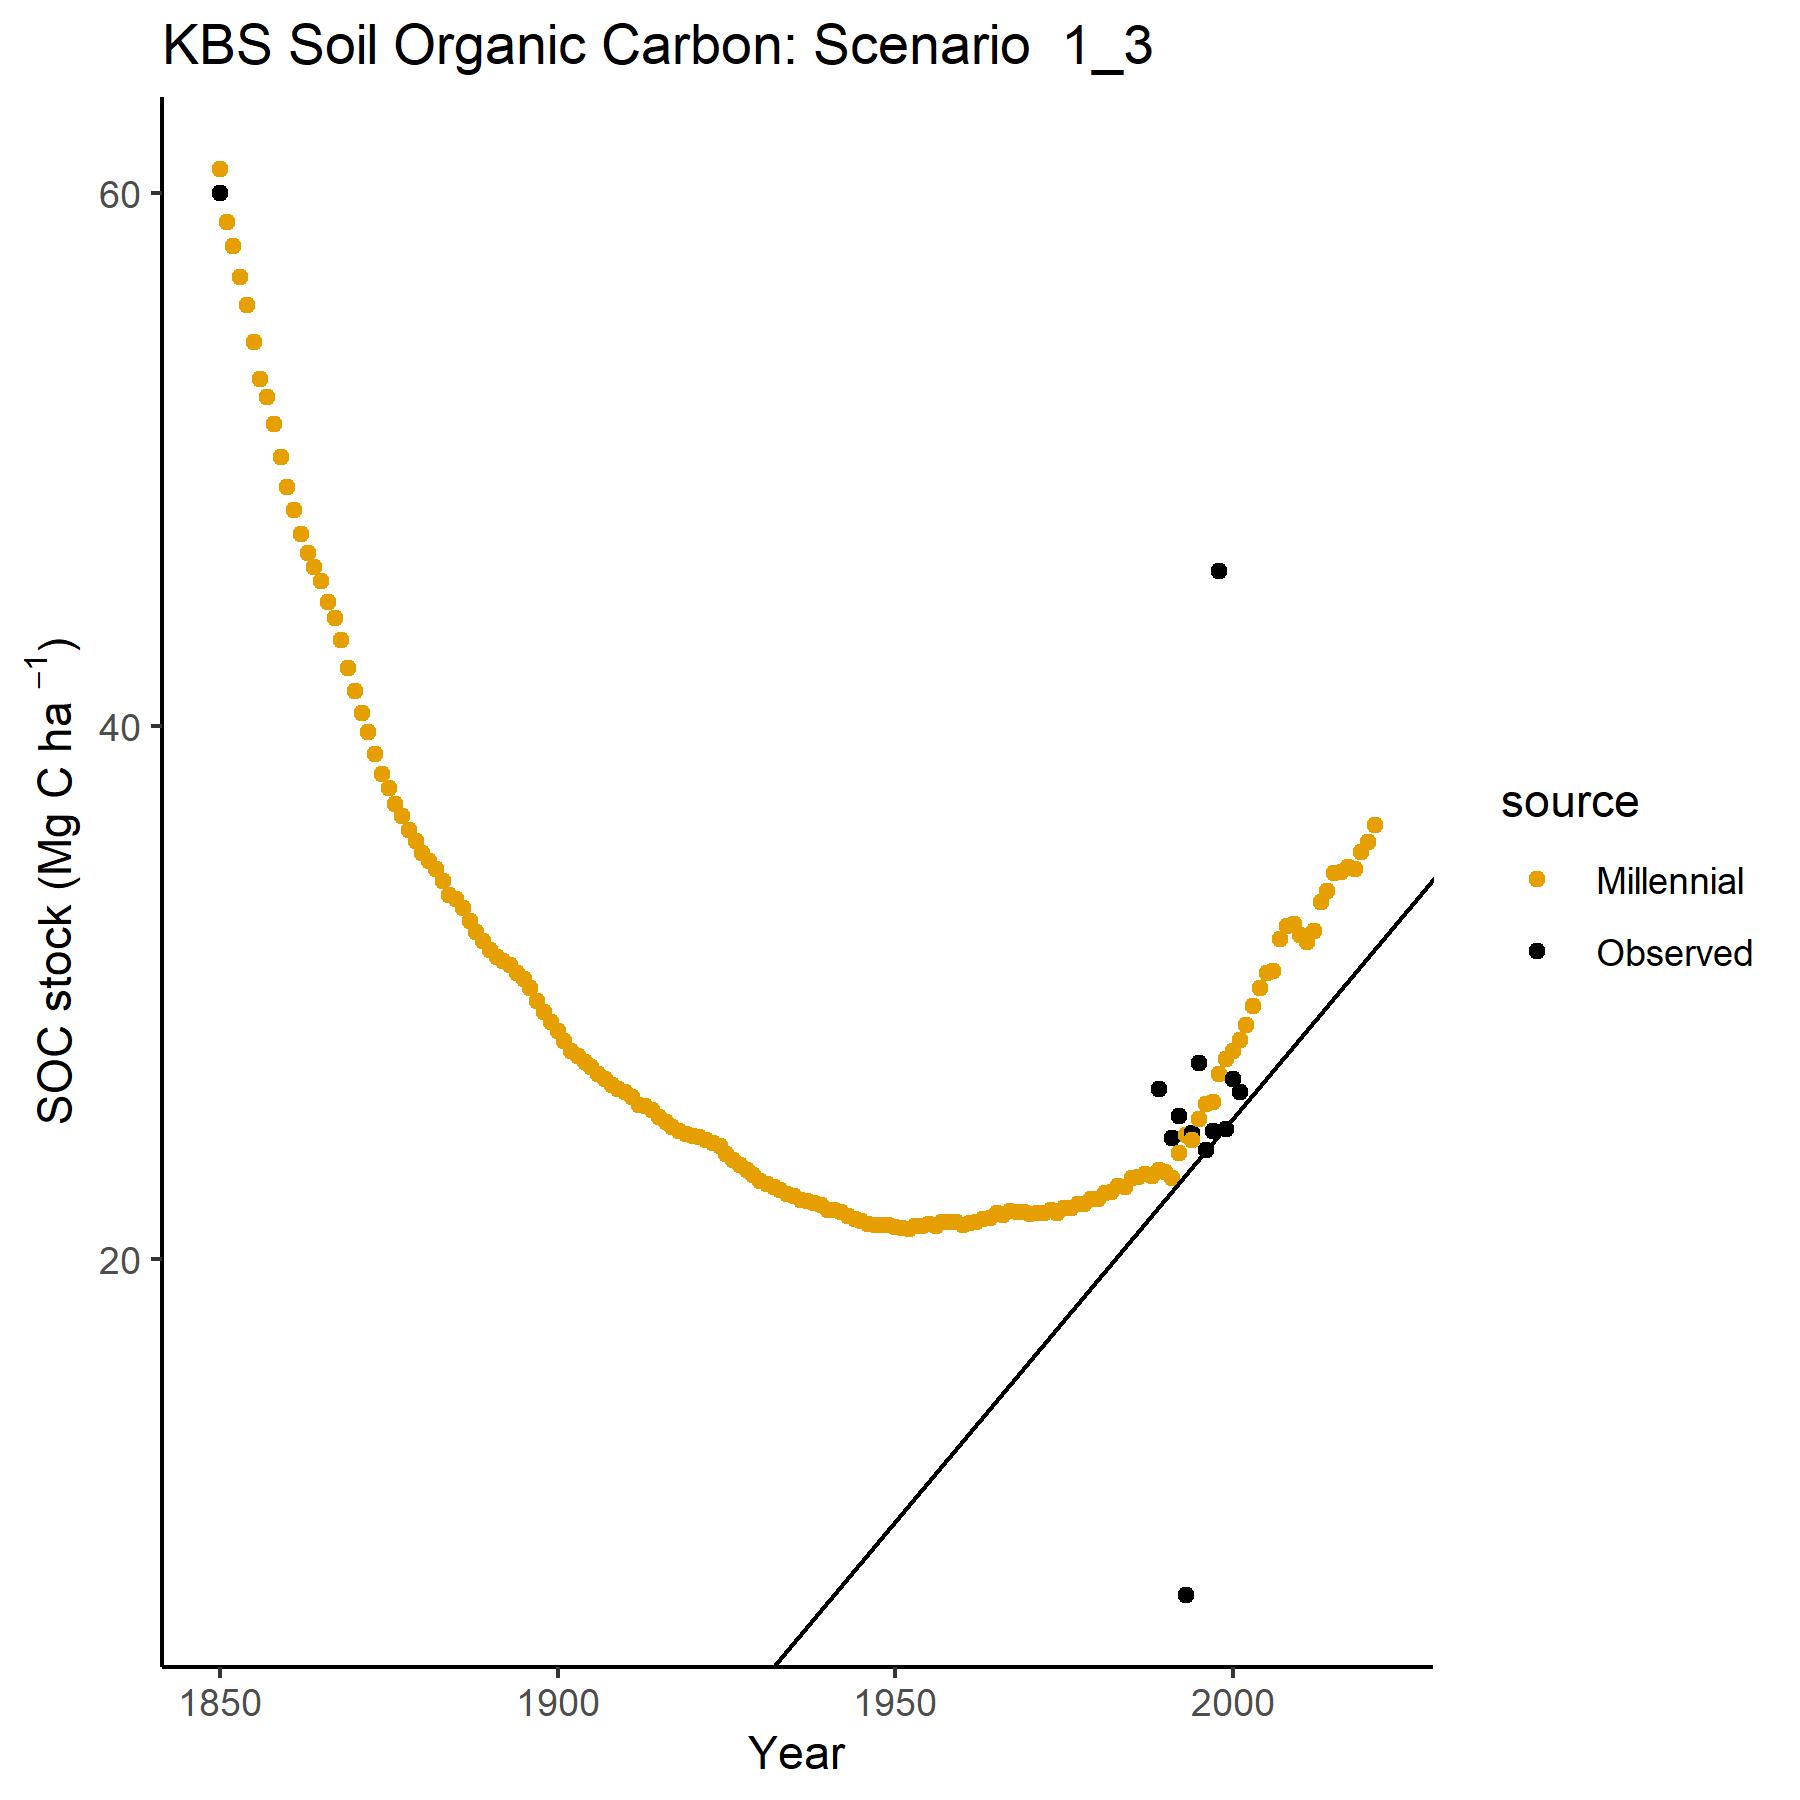 KBS Soil Organic Carbon: Scenario  1_3
SOC stock (Mg C ha −1)
60
40
20
1850
1900
1950
2000
Year
source
Millennial
Observed